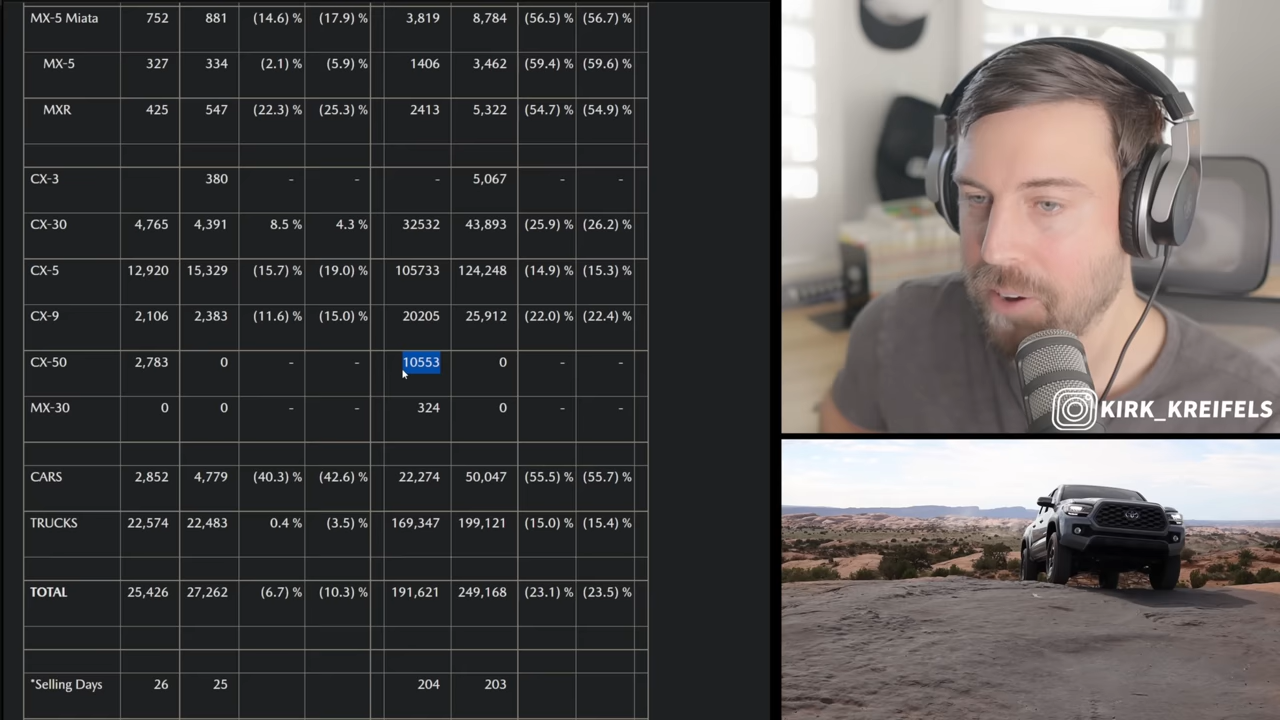 MX-5 Miata 752 881 (14.6) % (17.9) % 3,819 8,784 (56.5) % (56.7) %
MX-5 327 334 (2.1) % (5.9) % 1406 3,462 (59.4) % (59.6) %
MXR 425 547 (22.3) % (25.3) % 2413 5,322 (54.7) % (54.9) %
CX-3 380 - - - 5,067 - -
CX-30 4,765 4,391 8.5 % 4.3 % 32532 43,893 (25.9) % (26.2) %
CX-5 12,920 15,329 (15.7) % (19.0) % 105733 124,248 (14.9) % (15.3) %
CX-9 2,106 2,383 (11.6) % (15.0) % 20205 25,912 (22.0) % (22.4) %
CX-50 2,783 0 - - 10553 0 - -
MX-30 0 0 - - 324 0 - -
CARS 2,852 4,779 (40.3) % (42.6) % 22,274 50,047 (55.5) % (55.7) %
TRUCKS 22,574 22,483 0.4 % (3.5) % 169,347 199,121 (15.0) % (15.4) %
TOTAL 25,426 27,262 (6.7) % (10.3) % 191,621 249,168 (23.1) % (23.5) %
*Selling Days 26 25 204 203
KIRK_KREIFELS